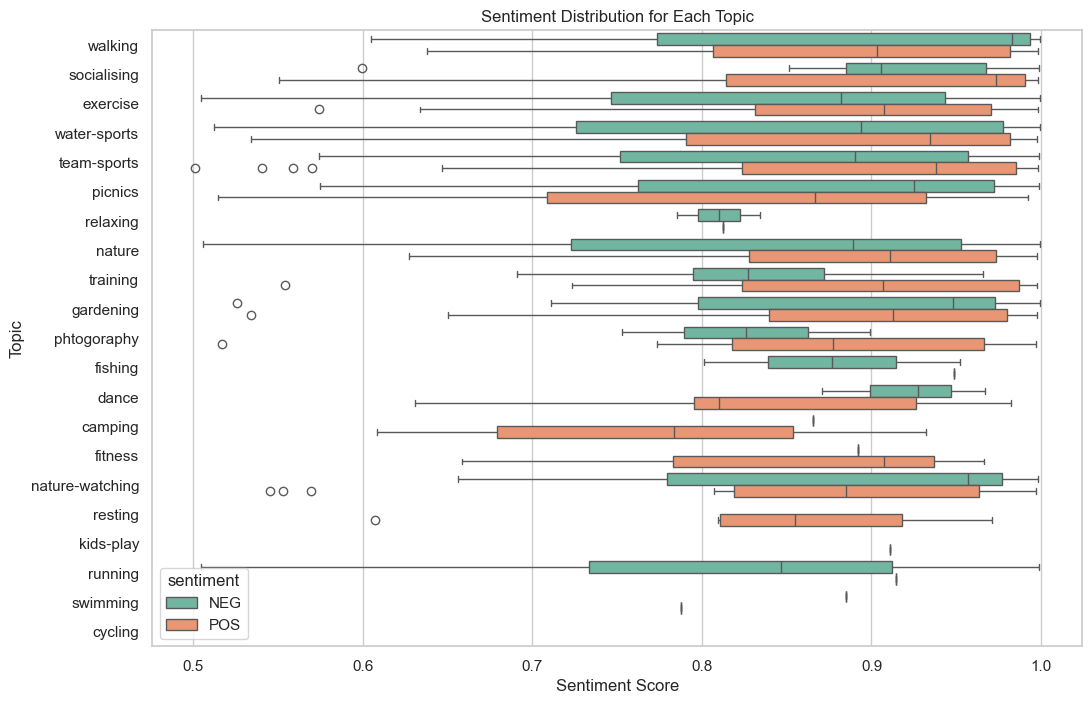 Sentiment Distribution for Each Topic
Topic
walking
socialising
exercise
water-sports
team-sports
picnics
relaxing
nature
training
gardening
phtogoraphy
fishing
dance
camping
fitness
nature-watching
resting
kids-play
running
swimming
cycling
sentiment
NEG
POS
0.5 0.6 0.7 0.8 0.9 1.0
Sentiment Score